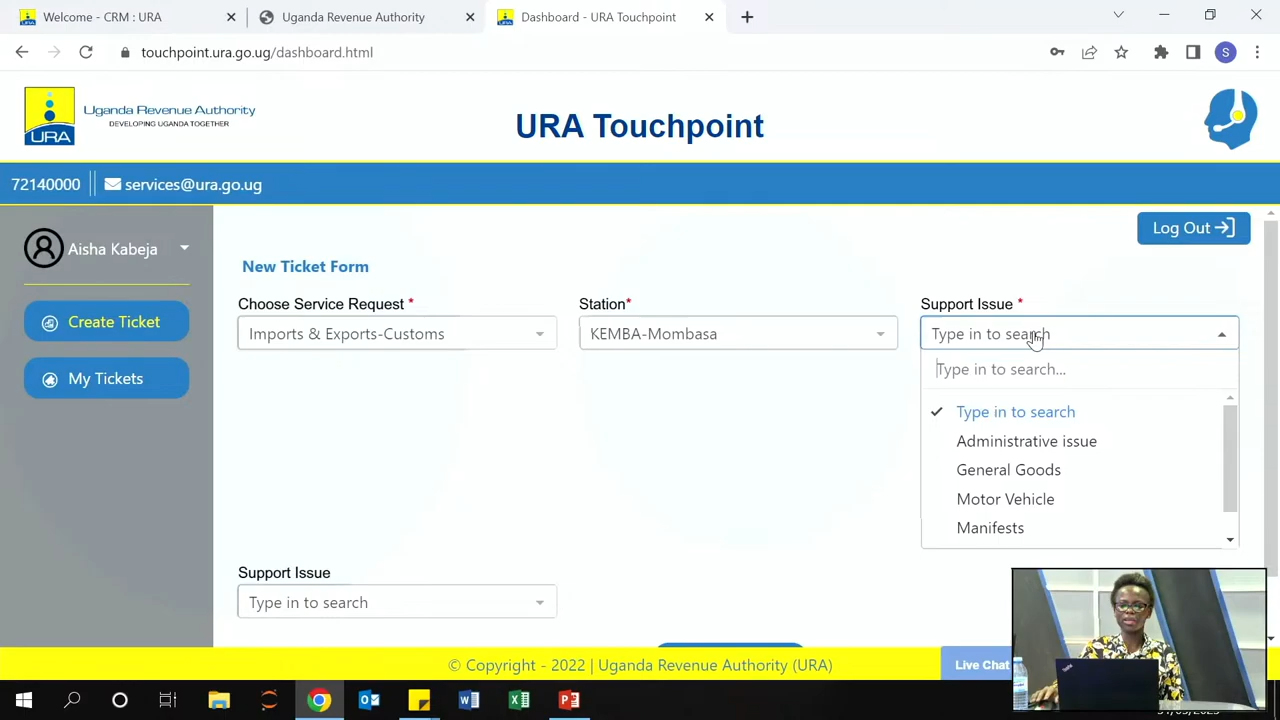 Welcome - CRM : URA
Uganda Revenue Authority
Dashboard - URA Touchpoint
touchpoint.ura.go.ug/dashboard.html
S
URA
Uganda Revenue Authority
DEVELOPING UGANDA TOGETHER
URA Touchpoint
72140000
services@ura.go.ug
Aisha Kabeja
Log Out
New Ticket Form
Choose Service Request *
Station*
Support Issue *
Imports & Exports-Customs
KEMBA-Mombasa
Type in to search
Create Ticket
My Tickets
Type in to search...
Type in to search
Administrative issue
General Goods
Motor Vehicle
Manifests
Support Issue
Type in to search
© Copyright - 2022 | Uganda Revenue Authority (URA)
Live Chat